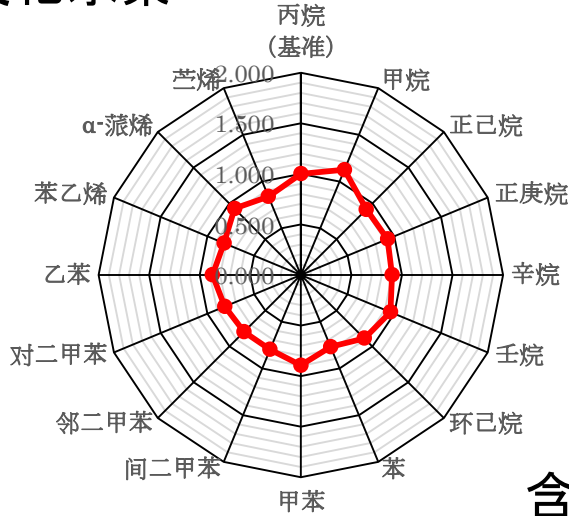 丙烷
(基准)
甲烷
正己烷
正庚烷
辛烷
壬烷
环己烷
苯
甲苯
间二甲苯
邻二甲苯
对二甲苯
乙苯
苯乙烯
α-蒎烯
苎烯
2.000
1.500
1.000
0.500
0.000
含